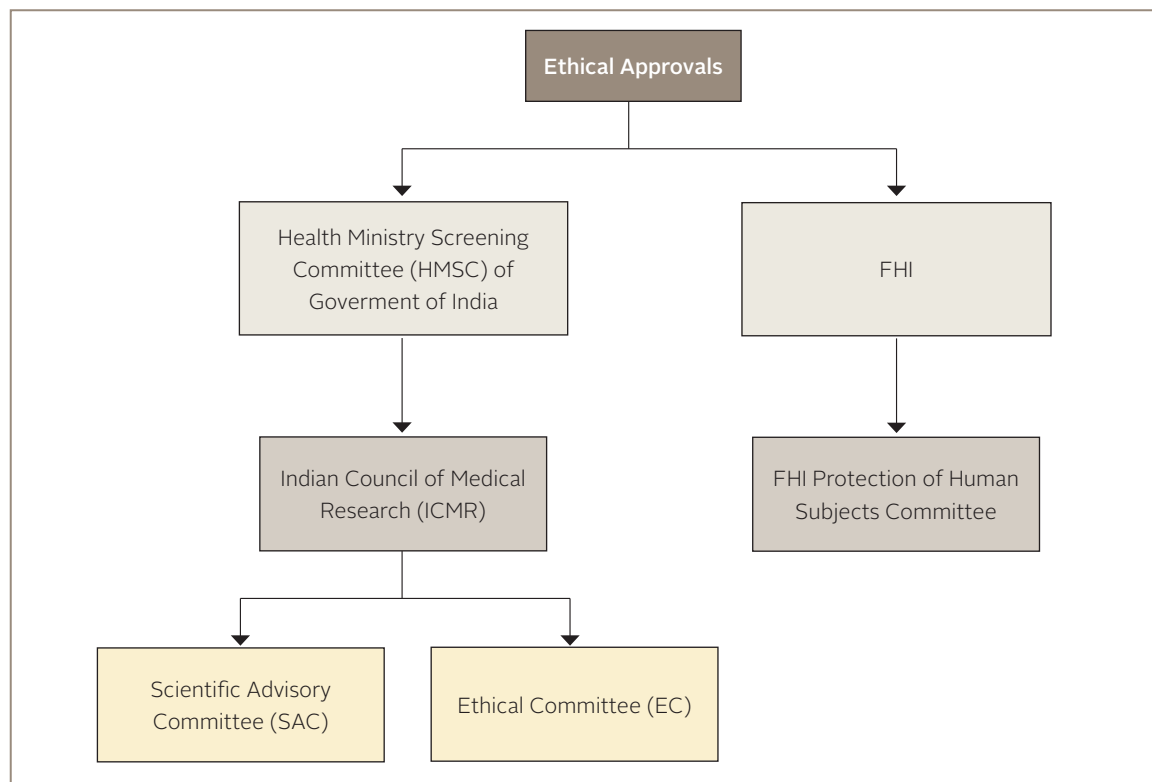 Ethical Approvals
Health Ministry Screening
Committee (HMSC) of
Goverment of India
FHI
Indian Council of Medical
Research (ICMR)
FHI Protection of Human
Subjects Committee
Scientific Advisory
Committee (SAC)
Ethical Committee (EC)